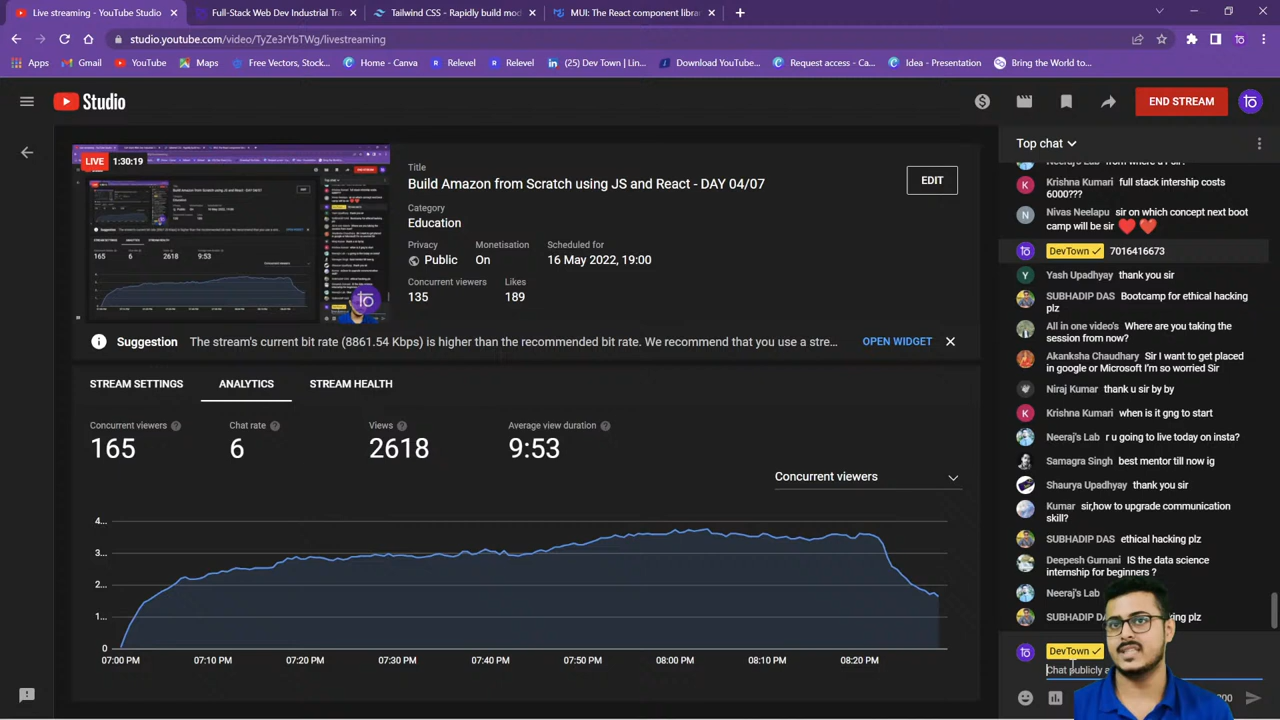 Live streaming - YouTube Studio
Full-Stack Web Dev Industrial Tra
Tailwind CSS - Rapidly build mod
MUI: The React component librar
studio.youtube.com/video/TyZe3rYbTWg/livestreaming
Apps
Gmail
YouTube
Maps
Free Vectors, Stock...
Home - Canva
Relevel
Relevel
(25) Dev Town | Lin...
Download YouTube...
Request access - Ca...
Idea - Presentation
Bring the World to...
Studio
END STREAM
LIVE
1:30:19
Title
Build Amazon from Scratch using JS and React - DAY 04/07
EDIT
Category
Education
Privacy
Monetisation
Scheduled for
Public
On
16 May 2022, 19:00
Concurrent viewers
Likes
135
189
Suggestion
The stream's current bit rate (8861.54 Kbps) is higher than the recommended bit rate. We recommend that you use a stre...
OPEN WIDGET
STREAM SETTINGS
ANALYTICS
STREAM HEALTH
Concurrent viewers
Chat rate
Views
Average view duration
165
6
2618
9:53
Concurrent viewers
4...
3...
2...
1...
0
07:00 PM
07:10 PM
07:20 PM
07:30 PM
07:40 PM
07:50 PM
08:00 PM
08:10 PM
08:20 PM
Top chat
Krishna Kumari full stack intership costs
6000???
Nivas Neelapu sir on which concept next boot
camp will be sir ❤️ ❤️
DevTown 7016416673
Yash Upadhyay thank you sir
SUBHADIP DAS Bootcamp for ethical hacking
plz
All in one video's Where are you taking the
session from now?
Akanksha Chaudhary Sir I want to get placed
in google or Microsoft I'm so worried Sir
Niraj Kumar thank u sir by by
Krishna Kumari when is it gng to start
Neeraj's Lab r u going to live today on insta?
Samagra Singh best mentor till now ig
Shaurya Upadhyay thank you sir
Kumar sir,how to upgrade communication
skill?
SUBHADIP DAS ethical hacking plz
Deepesh Gurnani IS the data science
internship for beginners ?
Neeraj's Lab
SUBHADIP
DevTown
Chat publicly